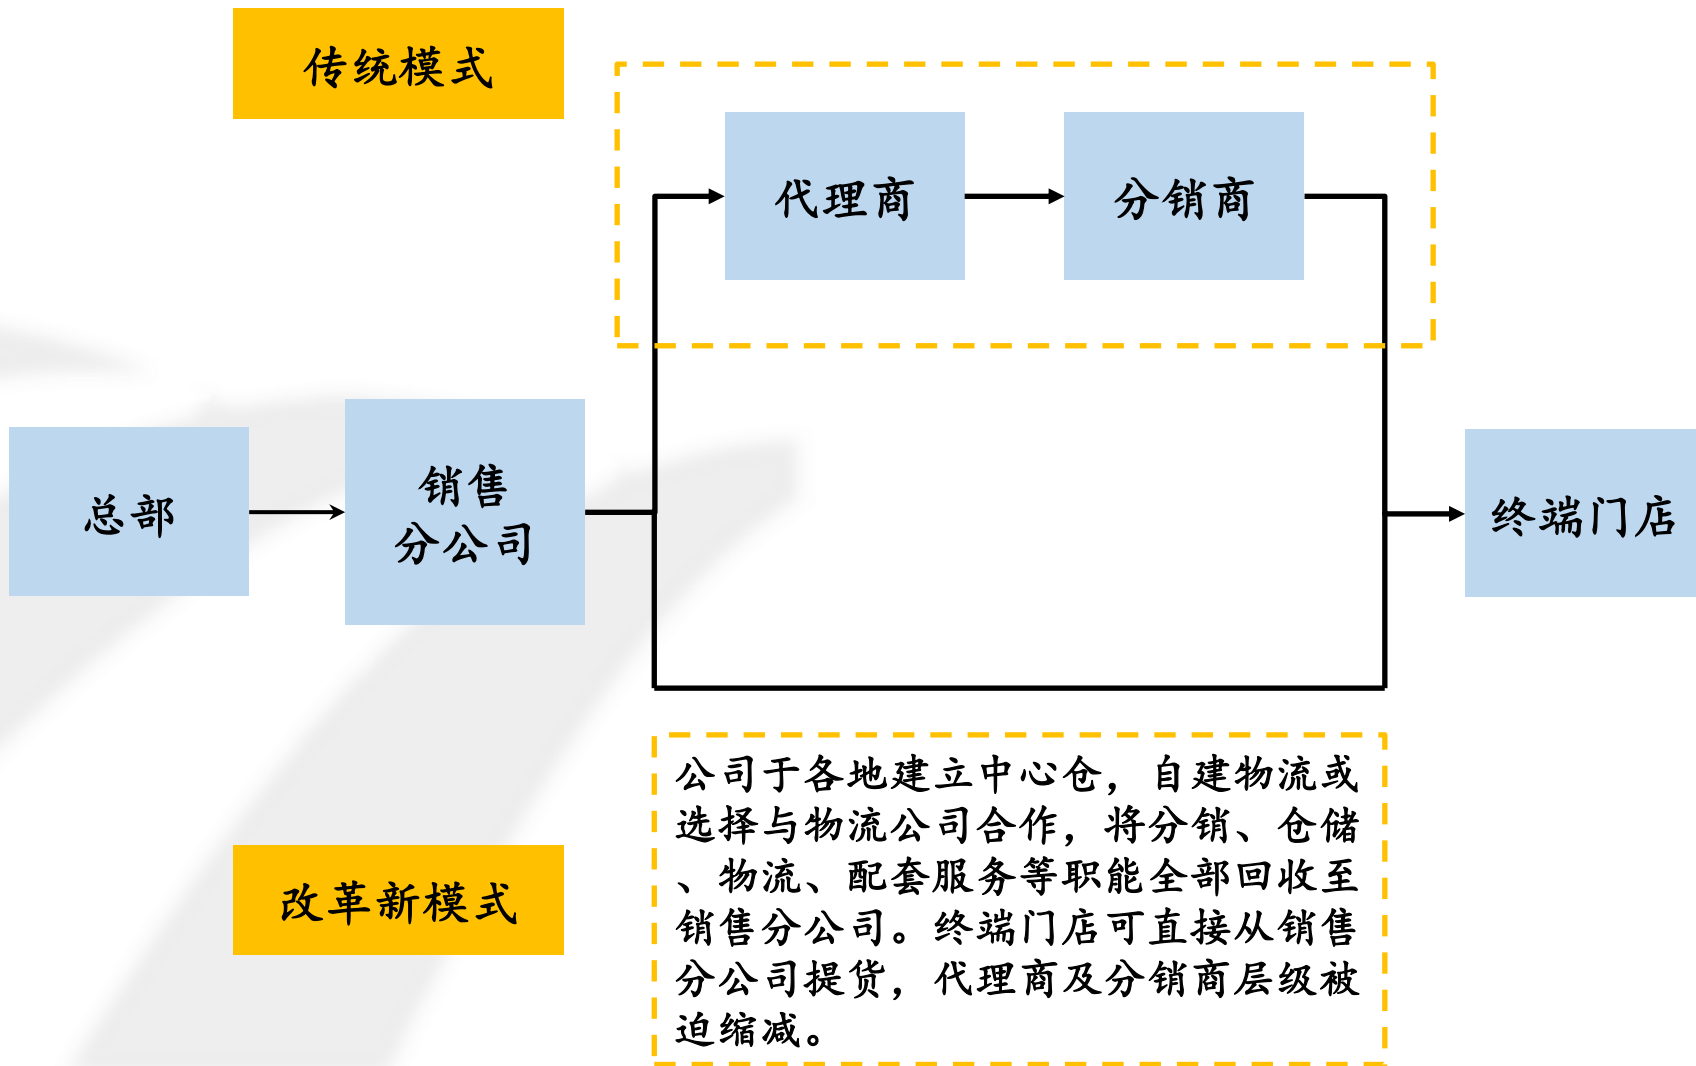 传统模式
代理商
分销商
总部
销售
分公司
终端门店
改革新模式
公司于各地建立中心仓，自建物流或
选择与物流公司合作，将分销、仓储
、物流、配套服务等职能全部回收至
销售分公司。终端门店可直接从销售
分公司提货，代理商及分销商层级被
迫缩减。